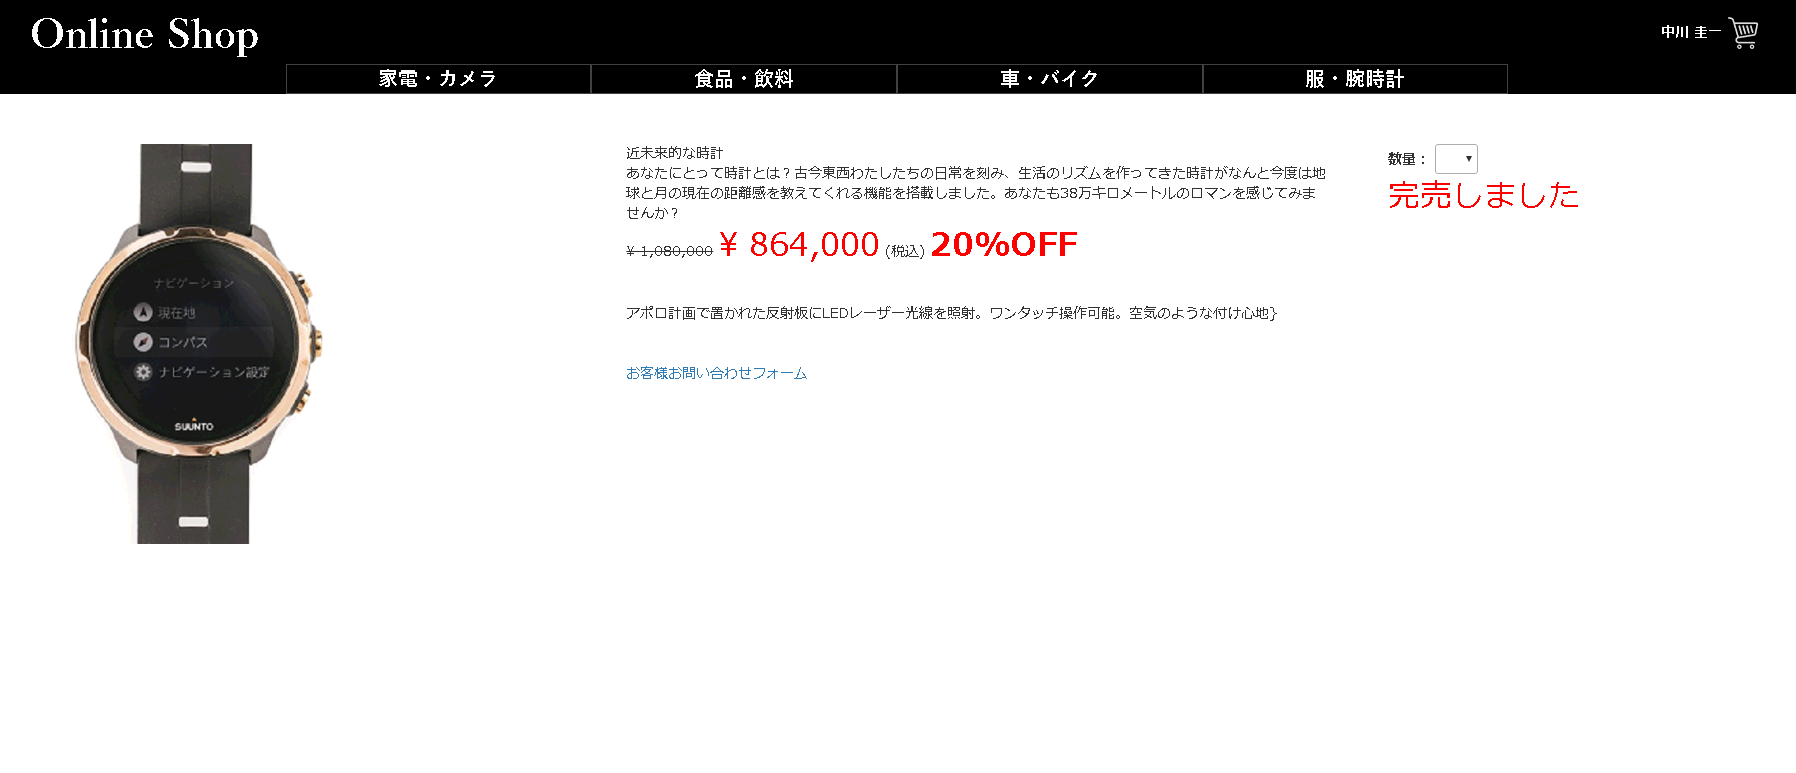 Online Shop
中川 圭一
家電・カメラ
食品・飲料
車・バイク
服・腕時計
近未来的な時計
あなたにとって時計とは？古今東西わたしたちの日常を刻み、生活のリズムを作ってきた時計がなんと今度は地
球と月の現在の距離感を教えてくれる機能を搭載しました。あなたも38万キロメートルのロマンを感じてみま
せんか？
¥ 1,080,000 ¥ 864,000 (税込) 20%OFF
アポロ計画で置かれた反射板にLEDレーザー光線を照射。ワンタッチ操作可能。空気のような付け心地}
お客様お問い合わせフォーム
数量：
完売しました
ナビゲーション
現在地
コンパス
ナビゲーション設定
SUUNTO